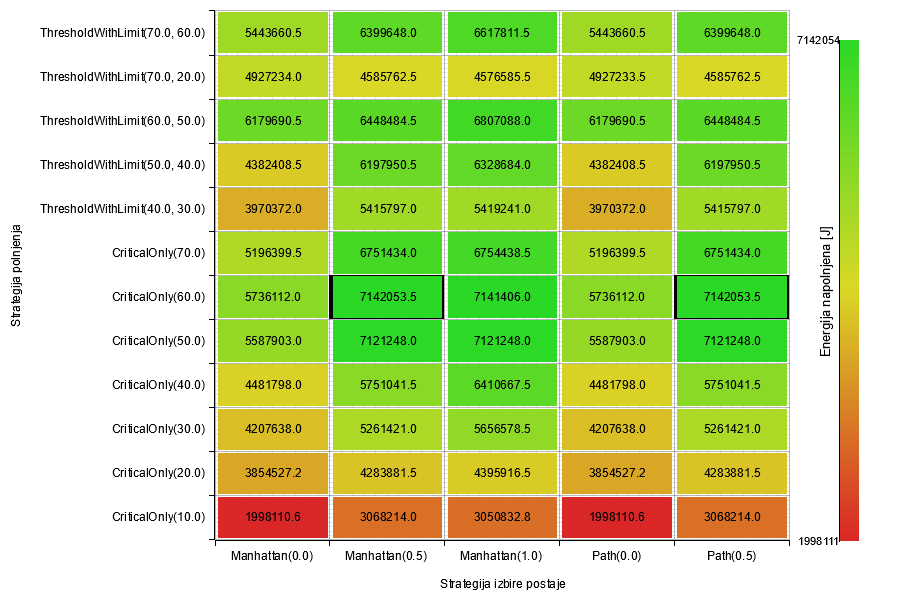 ThresholdWithLimit(70.0, 60.0) 5443660.5 6399648.0 6617811.5 5443660.5 6399648.0
7142054
ThresholdWithLimit(70.0, 20.0) 4927234.0 4585762.5 4576585.5 4927233.5 4585762.5
ThresholdWithLimit(60.0, 50.0) 6179690.5 6448484.5 6807088.0 6179690.5 6448484.5
ThresholdWithLimit(50.0, 40.0) 4382408.5 6197950.5 6328684.0 4382408.5 6197950.5
ThresholdWithLimit(40.0, 30.0) 3970372.0 5415797.0 5419241.0 3970372.0 5415797.0
CriticalOnly(70.0) 5196399.5 6751434.0 6754438.5 5196399.5 6751434.0
CriticalOnly(60.0) 5736112.0 7142053.5 7141406.0 5736112.0 7142053.5
CriticalOnly(50.0) 5587903.0 7121248.0 7121248.0 5587903.0 7121248.0
CriticalOnly(40.0) 4481798.0 5751041.5 6410667.5 4481798.0 5751041.5
CriticalOnly(30.0) 4207638.0 5261421.0 5656578.5 4207638.0 5261421.0
CriticalOnly(20.0) 3854527.2 4283881.5 4395916.5 3854527.2 4283881.5
CriticalOnly(10.0) 1998110.6 3068214.0 3050832.8 1998110.6 3068214.0
1998111
Manhattan(0.0) Manhattan(0.5) Manhattan(1.0) Path(0.0) Path(0.5)
Strategija izbire postaje
Strategija polnjenja
Energija napolnjena [J]